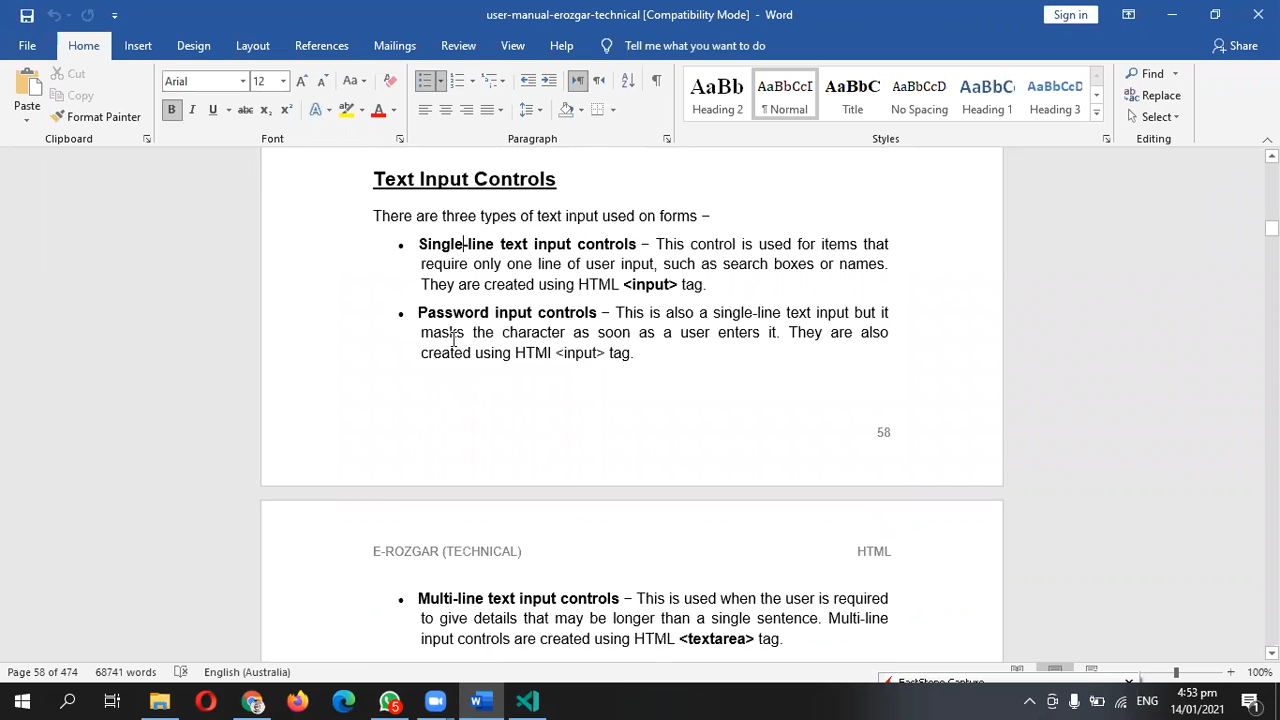 user-manual-erozgar-technical [Compatibility Mode] - Word
Sign in
File Home Insert Design Layout References Mailings Review View Help Tell me what you want to do Share
Paste
Cut
Copy
Format Painter
Clipboard
Arial 12
Aa
B I U abc x₂ x² A A
Font
Paragraph
AaBb AaBbCcD AaBbC AaBbCcD AaBbC AaBbCcD
Heading 2 ¶ Normal Title No Spacing Heading 1 Heading 3
Styles
Find
Replace
Select
Editing
Text Input Controls
There are three types of text input used on forms −
• Single-line text input controls − This control is used for items that
require only one line of user input, such as search boxes or names.
They are created using HTML <input> tag.
• Password input controls − This is also a single-line text input but it
masks the character as soon as a user enters it. They are also
created using HTMl <input> tag.
58
E-ROZGAR (TECHNICAL) HTML
• Multi-line text input controls − This is used when the user is required
to give details that may be longer than a single sentence. Multi-line
input controls are created using HTML <textarea> tag.
Page 58 of 474 68741 words English (Australia) 100%
FastStone Capture
5
W
ENG
4:53 pm
14/01/2021
1